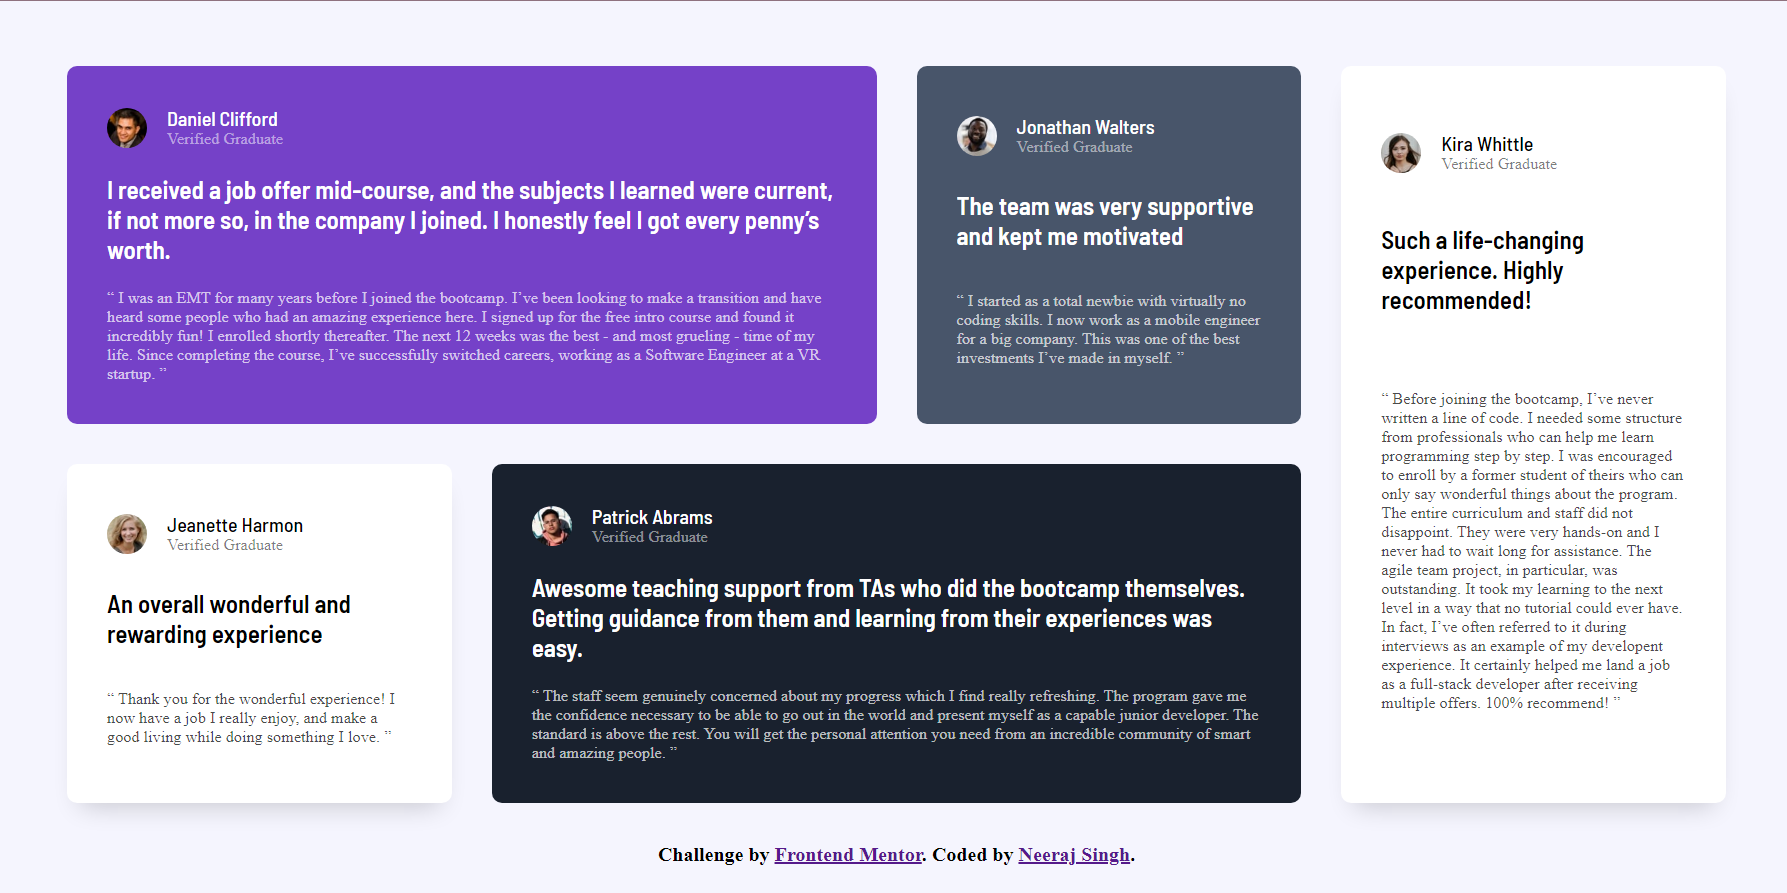 Daniel Clifford
Verified Graduate
I received a job offer mid-course, and the subjects I learned were current,
if not more so, in the company I joined. I honestly feel I got every penny’s
worth.
“ I was an EMT for many years before I joined the bootcamp. I’ve been looking to make a transition and have
heard some people who had an amazing experience here. I signed up for the free intro course and found it
incredibly fun! I enrolled shortly thereafter. The next 12 weeks was the best - and most grueling - time of my
life. Since completing the course, I’ve successfully switched careers, working as a Software Engineer at a VR
startup. ”
Jonathan Walters
Verified Graduate
The team was very supportive
and kept me motivated
“ I started as a total newbie with virtually no
coding skills. I now work as a mobile engineer
for a big company. This was one of the best
investments I’ve made in myself. ”
Kira Whittle
Verified Graduate
Such a life-changing
experience. Highly
recommended!
“ Before joining the bootcamp, I’ve never
written a line of code. I needed some structure
from professionals who can help me learn
programming step by step. I was encouraged
to enroll by a former student of theirs who can
only say wonderful things about the program.
The entire curriculum and staff did not
disappoint. They were very hands-on and I
never had to wait long for assistance. The
agile team project, in particular, was
outstanding. It took my learning to the next
level in a way that no tutorial could ever have.
In fact, I’ve often referred to it during
interviews as an example of my developent
experience. It certainly helped me land a job
as a full-stack developer after receiving
multiple offers. 100% recommend! ”
Jeanette Harmon
Verified Graduate
An overall wonderful and
rewarding experience
“ Thank you for the wonderful experience! I
now have a job I really enjoy, and make a
good living while doing something I love. ”
Patrick Abrams
Verified Graduate
Awesome teaching support from TAs who did the bootcamp themselves.
Getting guidance from them and learning from their experiences was
easy.
“ The staff seem genuinely concerned about my progress which I find really refreshing. The program gave me
the confidence necessary to be able to go out in the world and present myself as a capable junior developer. The
standard is above the rest. You will get the personal attention you need from an incredible community of smart
and amazing people. ”
Challenge by Frontend Mentor. Coded by Neeraj Singh.